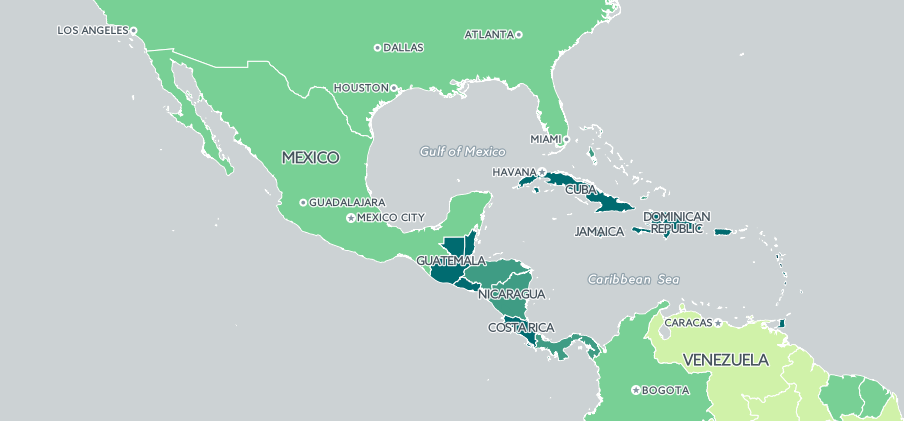 LOS ANGELES
ATLANTA
DALLAS
HOUSTON
MIAMI
Gulf of Mexico
MEXICO
HAVANA
CUBA
GUADALAJARA
MEXICO CITY
DOMINICAN
REPUBLIC
JAMAICA
GUATEMALA
Caribbean Sea
NICARAGUA
COSTA RICA
CARACAS
VENEZUELA
BOGOTA